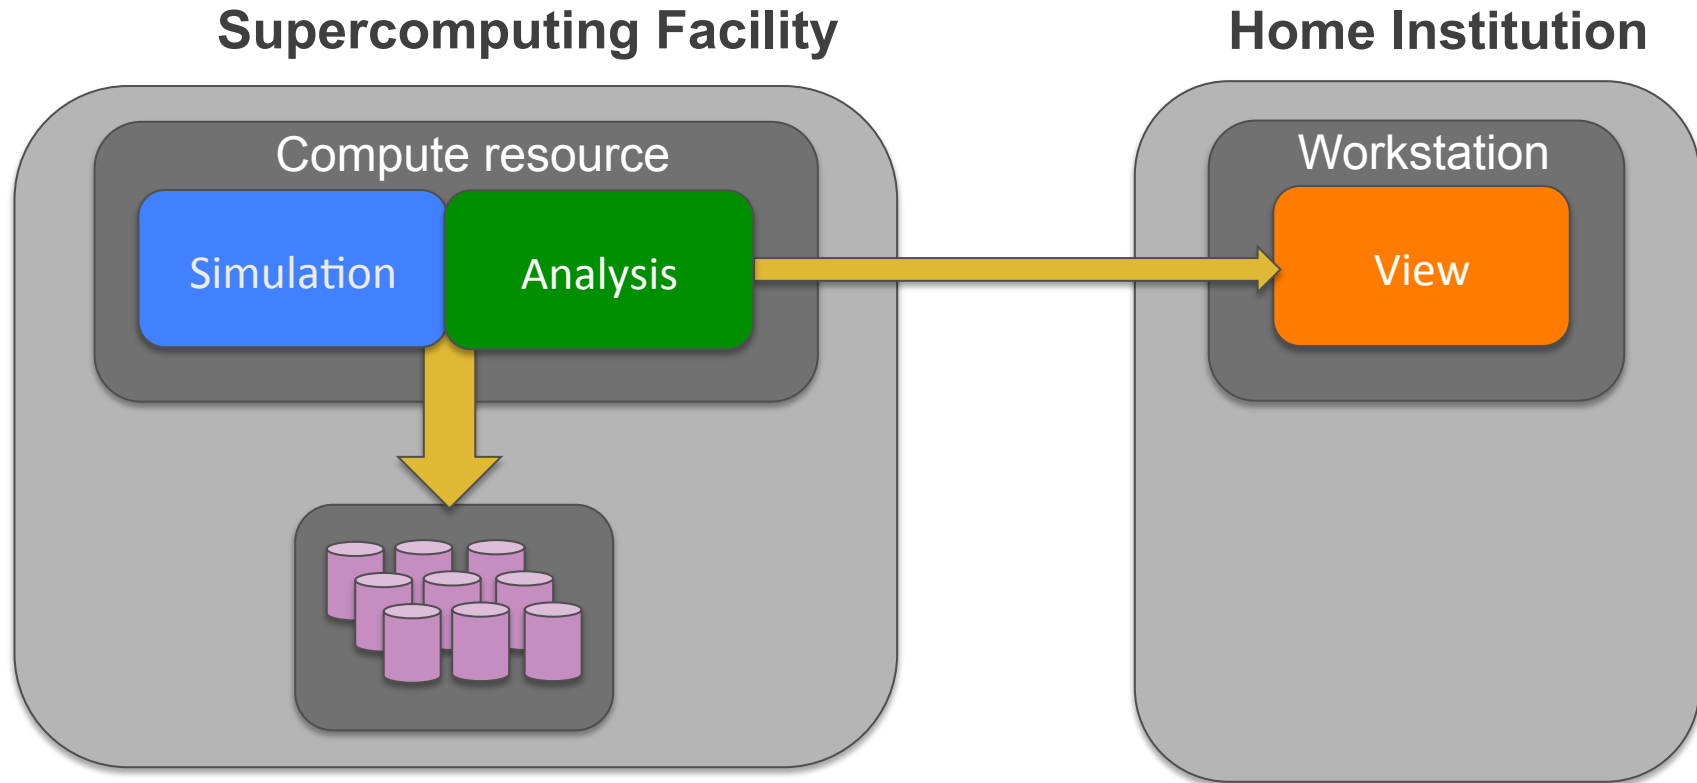 Supercomputing Facility
Home Institution
Compute resource
Workstation
Simulation
Analysis
View